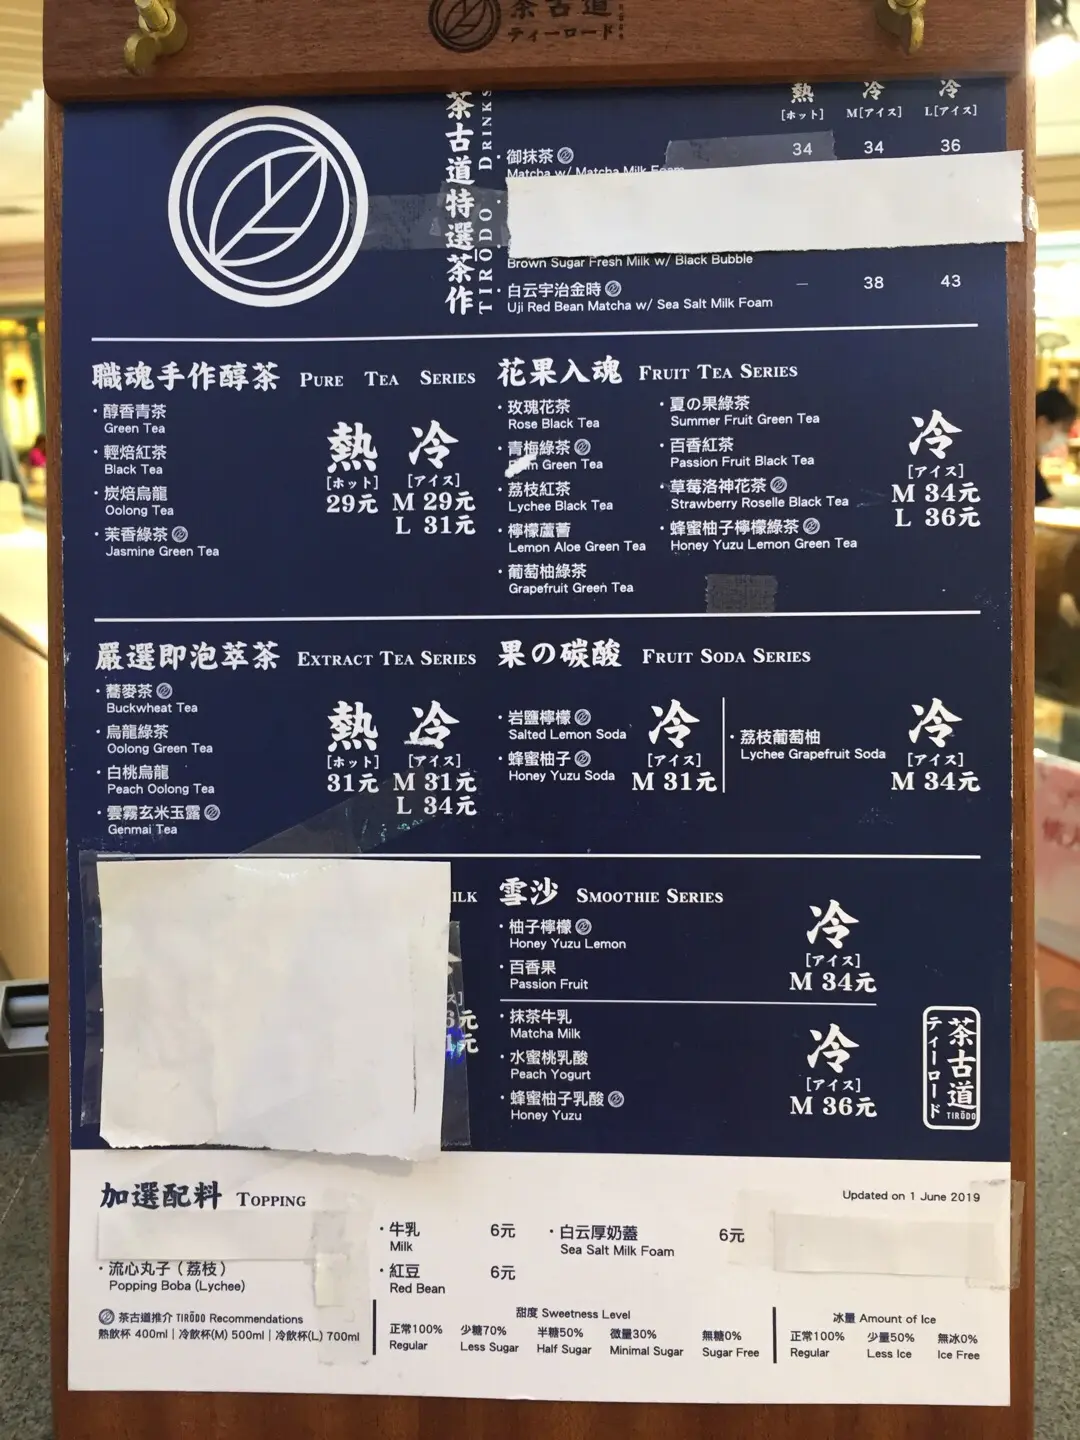 茶古道
ティーロード
茶古道特選茶作
TIRŌDO DRINKS
熱 冷 冷
[ホット] M[アイス] L[アイス]
・御抹茶 34 34 36
Matcha w/ Matcha Milk Foam
Brown Sugar Fresh Milk w/ Black Bubble
・白云宇治金時 — 38 43
Uji Red Bean Matcha w/ Sea Salt Milk Foam
職魂手作醇茶 PURE TEA SERIES
・醇香青茶
Green Tea
・輕焙紅茶
Black Tea
・炭焙烏龍
Oolong Tea
・茉香綠茶
Jasmine Green Tea
熱 冷
[ホット] [アイス]
29元 M 29元
L 31元
花果入魂 FRUIT TEA SERIES
・玫瑰花茶
Rose Black Tea
・青梅綠茶
Plum Green Tea
・荔枝紅茶
Lychee Black Tea
・檸檬蘆薈
Lemon Aloe Green Tea
・葡萄柚綠茶
Grapefruit Green Tea
・夏の果綠茶
Summer Fruit Green Tea
・百香紅茶
Passion Fruit Black Tea
・草莓洛神花茶
Strawberry Roselle Black Tea
・蜂蜜柚子檸檬綠茶
Honey Yuzu Lemon Green Tea
冷
[アイス]
M 34元
L 36元
嚴選即泡萃茶 EXTRACT TEA SERIES
・蕎麥茶
Buckwheat Tea
・烏龍綠茶
Oolong Green Tea
・白桃烏龍
Peach Oolong Tea
・雲霧玄米玉露
Genmai Tea
熱 冷
[ホット] [アイス]
31元 M 31元
L 34元
果の碳酸 FRUIT SODA SERIES
・岩鹽檸檬
Salted Lemon Soda
・蜂蜜柚子
Honey Yuzu Soda
冷
[アイス]
M 31元
・荔枝葡萄柚
Lychee Grapefruit Soda
冷
[アイス]
M 34元
ILK
ス]
6元
1元
雪沙 SMOOTHIE SERIES
・柚子檸檬
Honey Yuzu Lemon
・百香果
Passion Fruit
冷
[アイス]
M 34元
・抹茶牛乳
Matcha Milk
・水蜜桃乳酸
Peach Yogurt
・蜂蜜柚子乳酸
Honey Yuzu
冷
[アイス]
M 36元
茶古道
ティーロード
TIRŌDO
加選配料 TOPPING
Updated on 1 June 2019
・牛乳 6元
Milk
・白云厚奶蓋 6元
Sea Salt Milk Foam
・流心丸子（荔枝）
Popping Boba (Lychee)
・紅豆 6元
Red Bean
茶古道推介 TIRŌDO Recommendations
熱飲杯 400ml｜冷飲杯(M) 500ml｜冷飲杯(L) 700ml
甜度 Sweetness Level
正常100% 少糖70% 半糖50% 微量30% 無糖0%
Regular Less Sugar Half Sugar Minimal Sugar Sugar Free
冰量 Amount of Ice
正常100% 少量50% 無冰0%
Regular Less Ice Ice Free